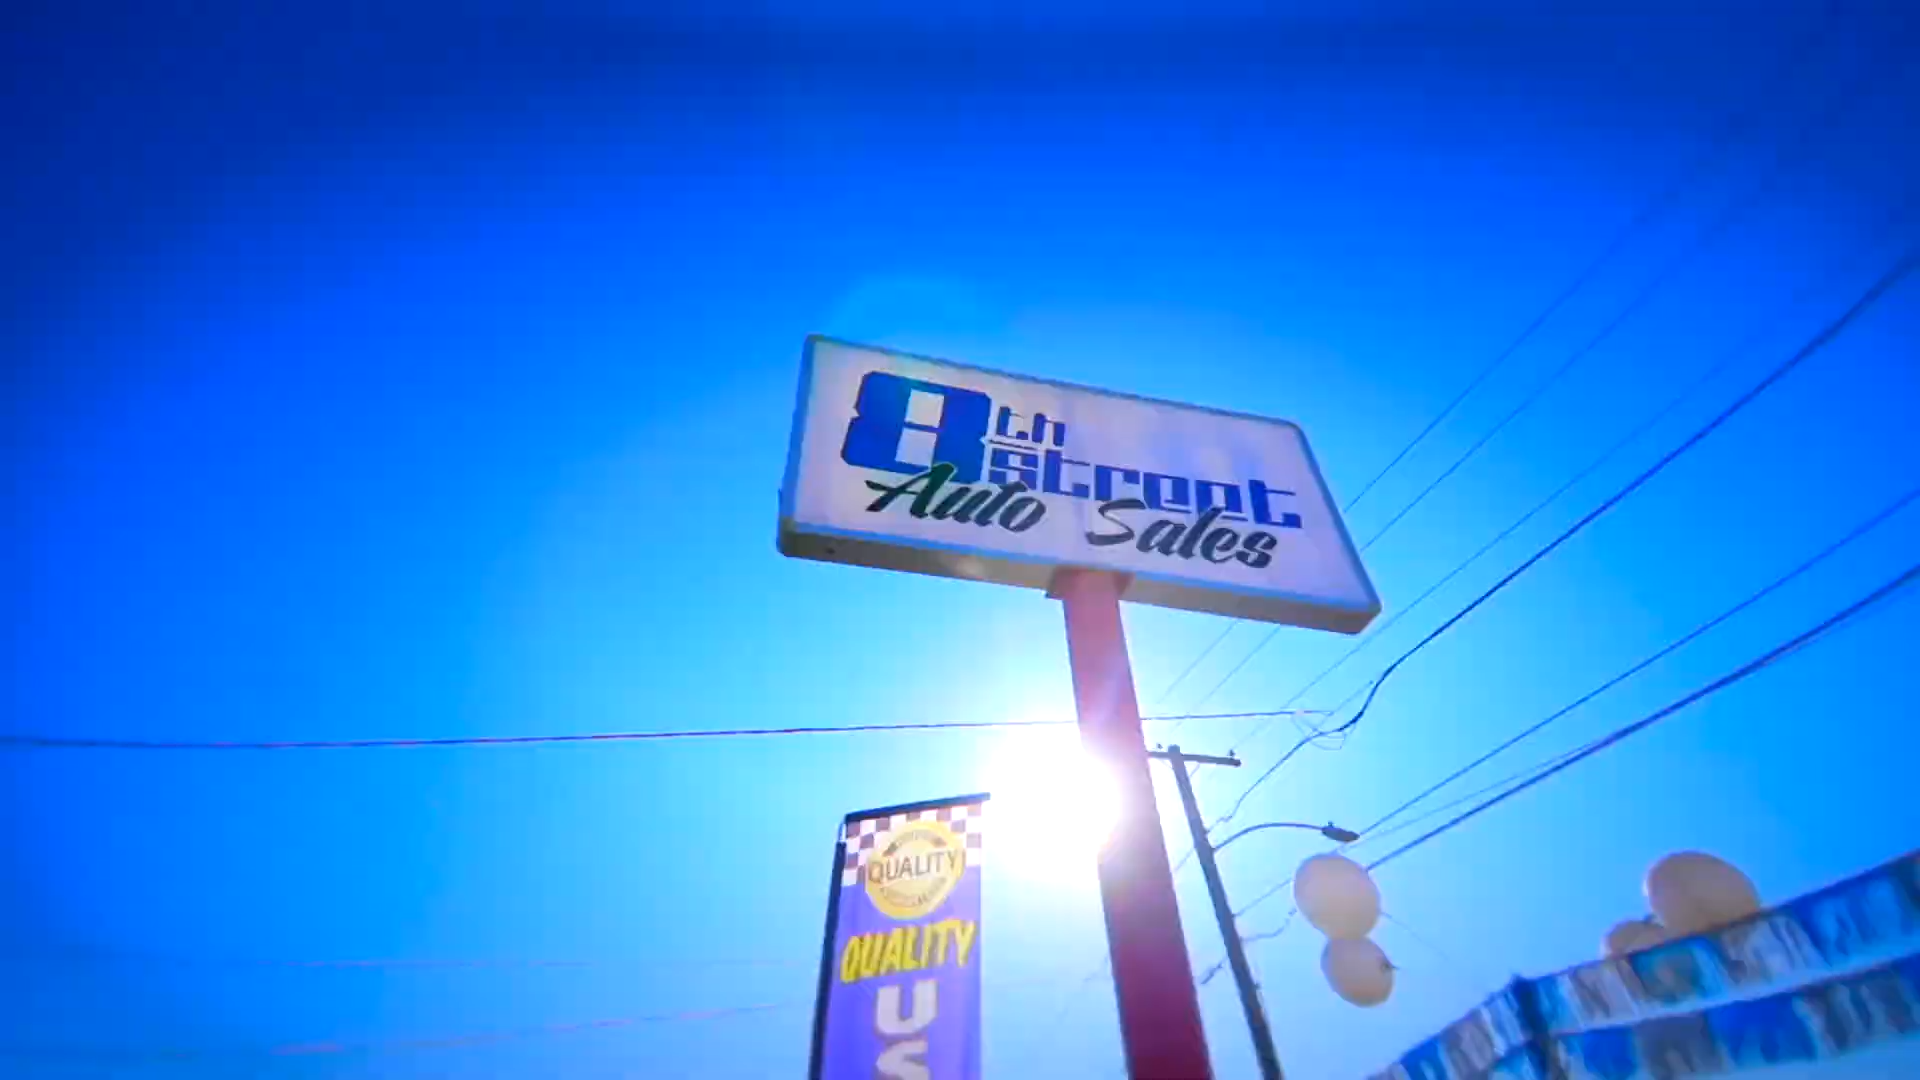 8th
street
Auto Sales
QUALITY
QUALITY
US